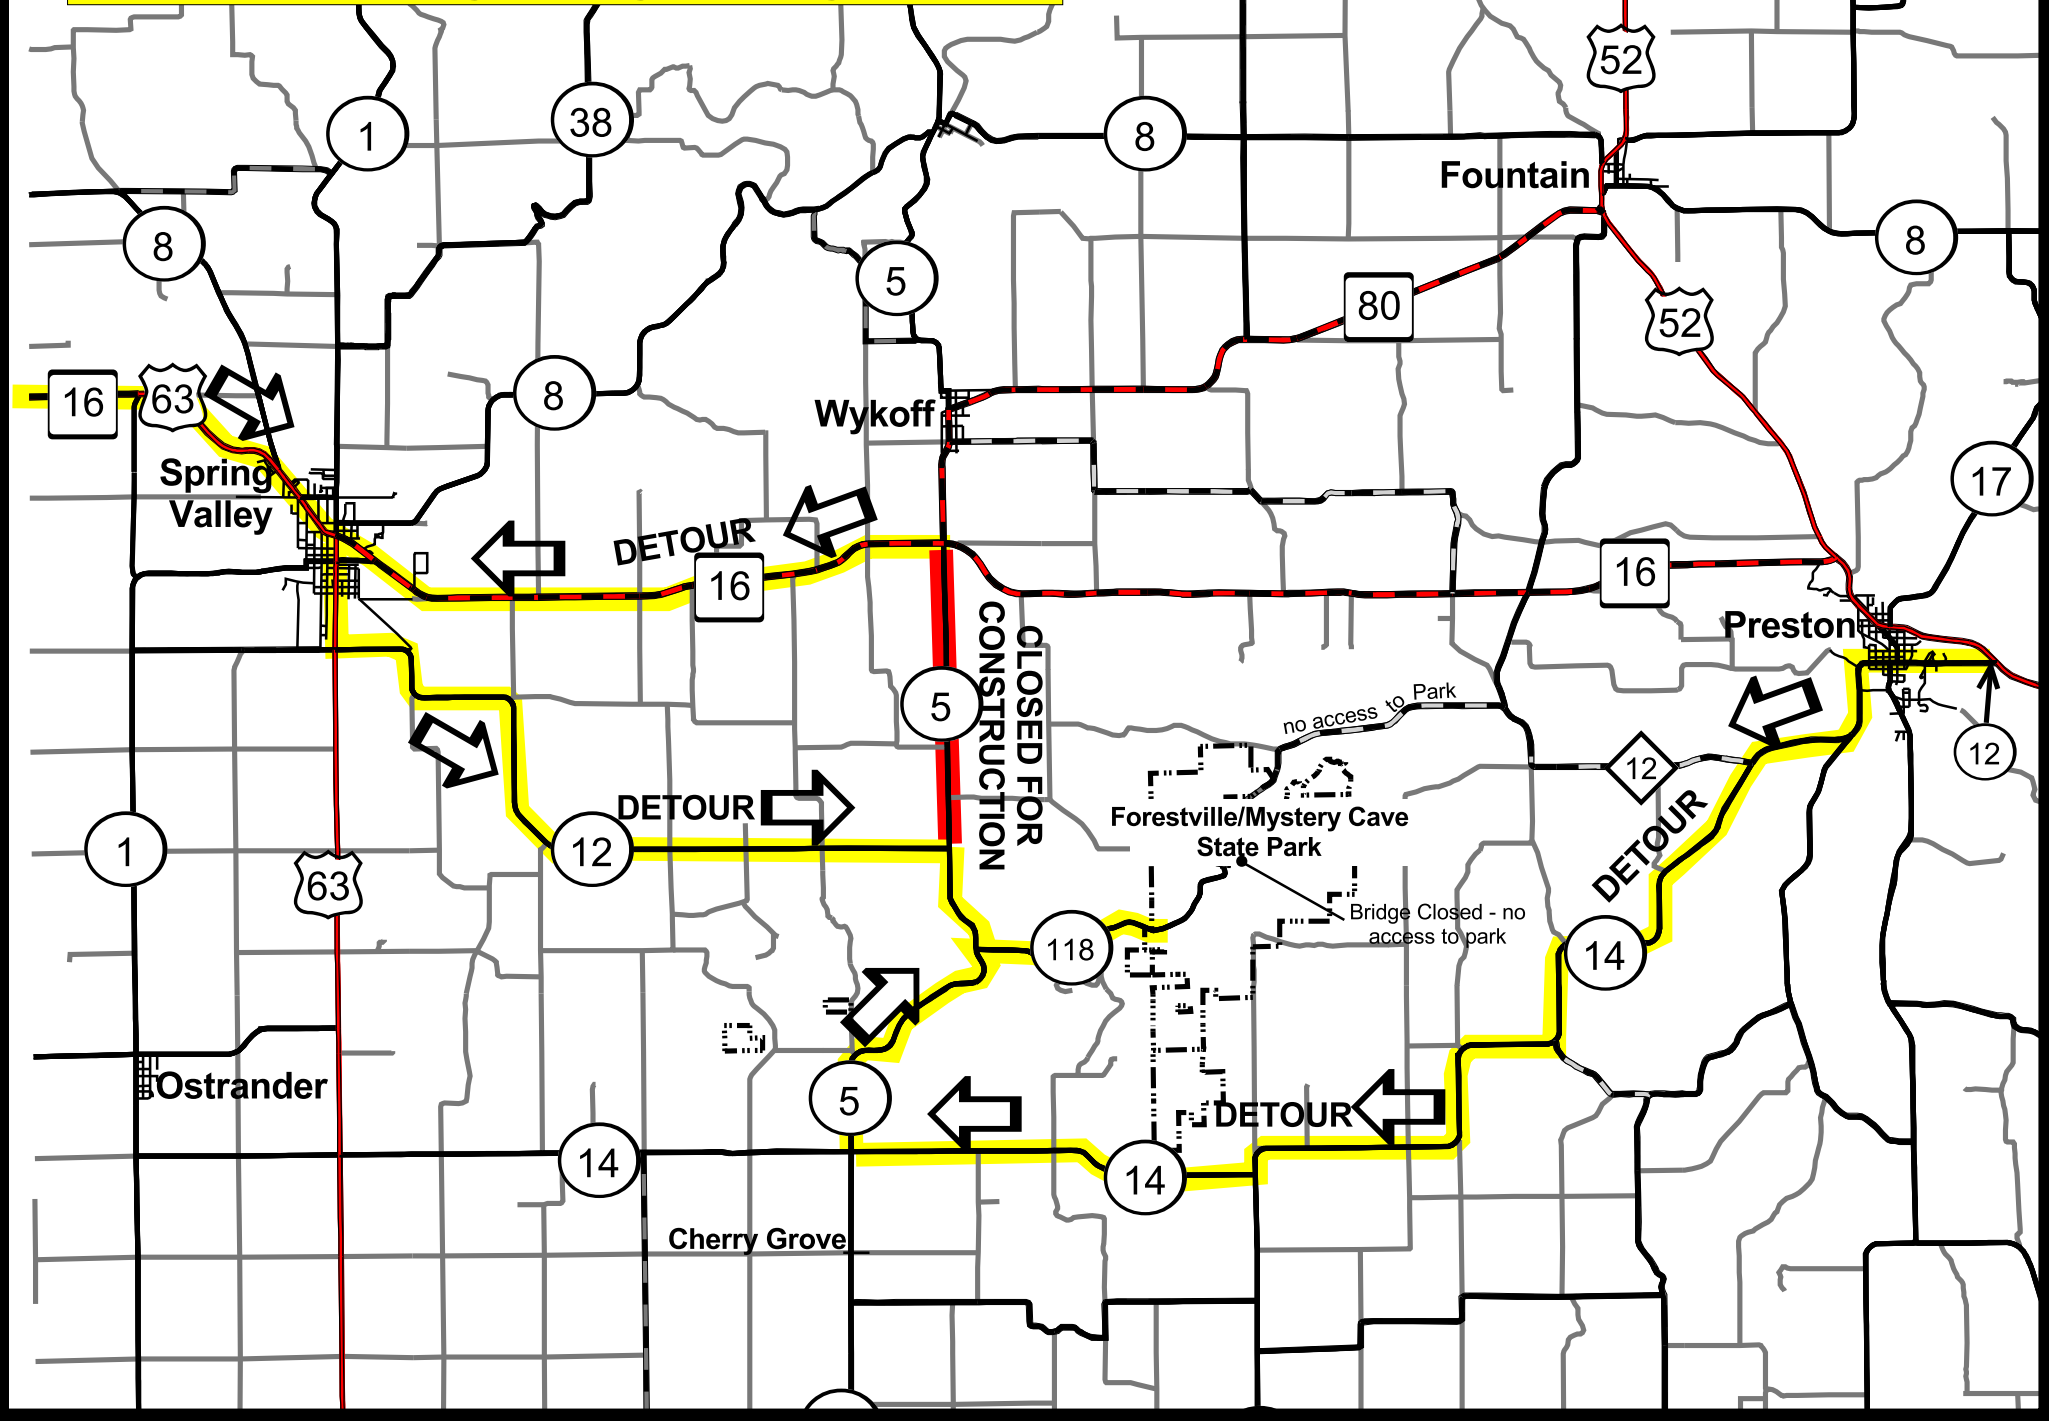 52
1
38
8
Fountain
8
8
5
80
52
16
63
8
Wykoff
Spring
Valley
17
DETOUR
16
16
CLOSED FOR
CONSTRUCTION
Preston
5
no access to Park
12
12
DETOUR
Forestville/Mystery Cave
State Park
1
12
63
DETOUR
Bridge Closed - no
access to park
118
14
Ostrander
5
DETOUR
14
14
Cherry Grove